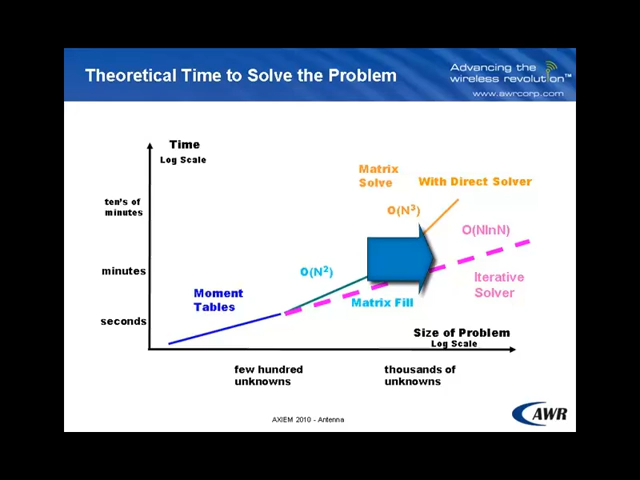 Theoretical Time to Solve the Problem
Advancing the
wireless revolution™
www.awrcorp.com
Time
Log Scale
Matrix
Solve
With Direct Solver
ten's of
minutes
O(N³)
O(NlnN)
minutes
O(N²)
Iterative
Solver
Moment
Tables
Matrix Fill
seconds
Size of Problem
Log Scale
few hundred
unknowns
thousands of
unknowns
AXIEM 2010 - Antenna
AWR